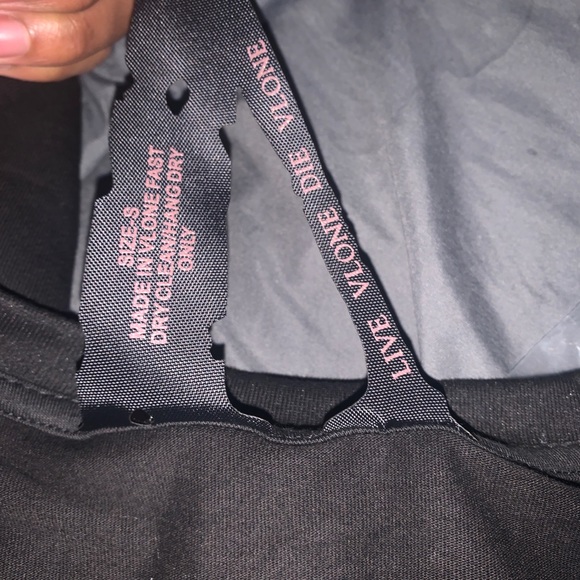 SIZE-S
MADE IN VLONE FAST
DRY CLEAN/HANG DRY
ONLY
LIVE VLONE DIE VLONE